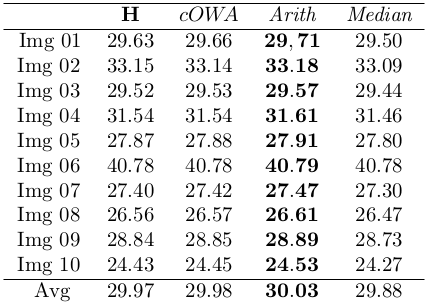 H cOWA Arith Median
Img 01 29.63 29.66 29,71 29.50
Img 02 33.15 33.14 33.18 33.09
Img 03 29.52 29.53 29.57 29.44
Img 04 31.54 31.54 31.61 31.46
Img 05 27.87 27.88 27.91 27.80
Img 06 40.78 40.78 40.79 40.78
Img 07 27.40 27.42 27.47 27.30
Img 08 26.56 26.57 26.61 26.47
Img 09 28.84 28.85 28.89 28.73
Img 10 24.43 24.45 24.53 24.27
Avg 29.97 29.98 30.03 29.88